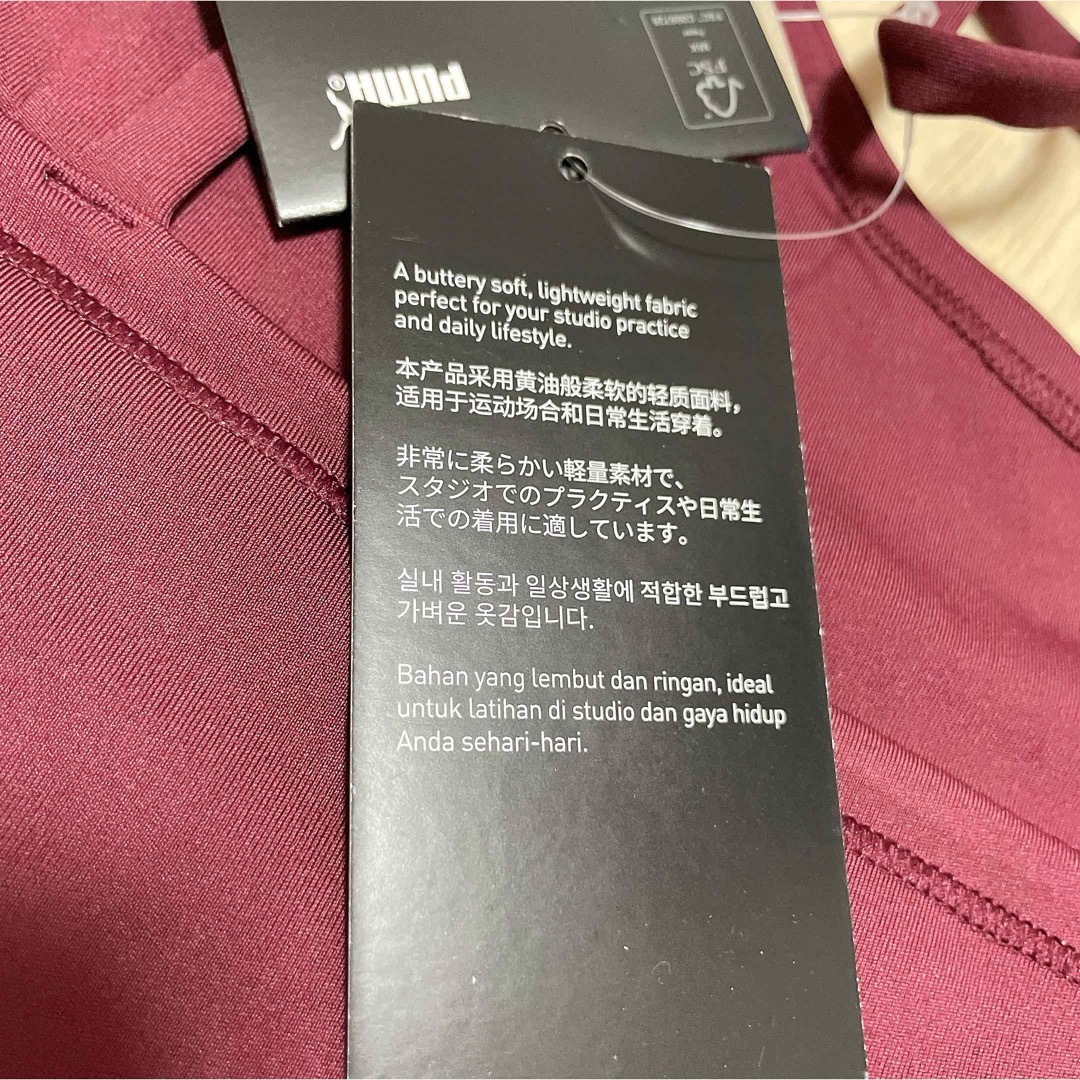 PUMA
FSC
MIX
A buttery soft, lightweight fabric
perfect for your studio practice
and daily lifestyle.
本产品采用黄油般柔软的轻质面料，
适用于运动场合和日常生活穿着。
非常に柔らかい軽量素材で、
スタジオでのプラクティスや日常生
活での着用に適しています。
실내 활동과 일상생활에 적합한 부드럽고
가벼운 옷감입니다.
Bahan yang lembut dan ringan, ideal
untuk latihan di studio dan gaya hidup
Anda sehari-hari.